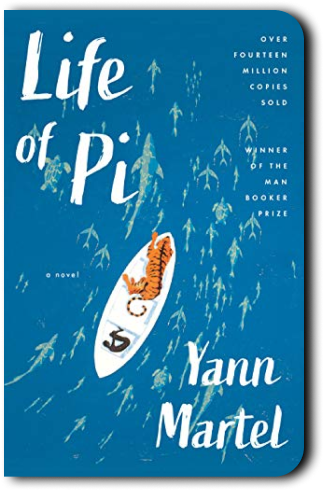 Life
of Pi
OVER
FOURTEEN
MILLION
COPIES
SOLD
WINNER
OF THE
MAN
BOOKER
PRIZE
a novel
Yann
Martel